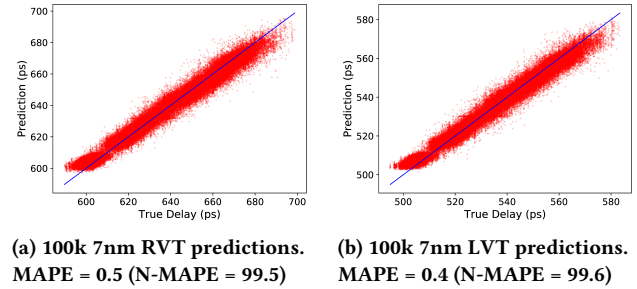 700
680
660
640
620
600
Prediction (ps)
600 620 640 660 680 700
True Delay (ps)
(a) 100k 7nm RVT predictions.
MAPE = 0.5 (N-MAPE = 99.5)
580
560
540
520
500
Prediction (ps)
500 520 540 560 580
True Delay (ps)
(b) 100k 7nm LVT predictions.
MAPE = 0.4 (N-MAPE = 99.6)